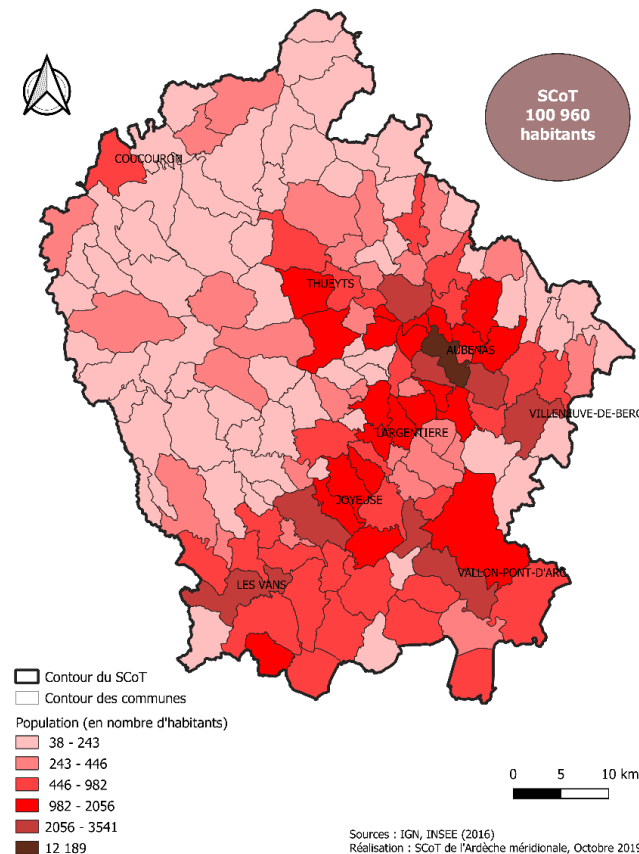 SCoT
100 960
habitants
COUCOURON
THUEYTS
AUBENAS
VILLENEUVE-DE-BERG
LARGENTIERE
JOYEUSE
VALLON-PONT-D'ARC
LES VANS
Contour du SCoT
Contour des communes
Population (en nombre d'habitants)
38 - 243
243 - 446
446 - 982
982 - 2056
2056 - 3541
12 189
0 5 10 km
Sources : IGN, INSEE (2016)
Réalisation : SCoT de l'Ardèche méridionale, Octobre 2019